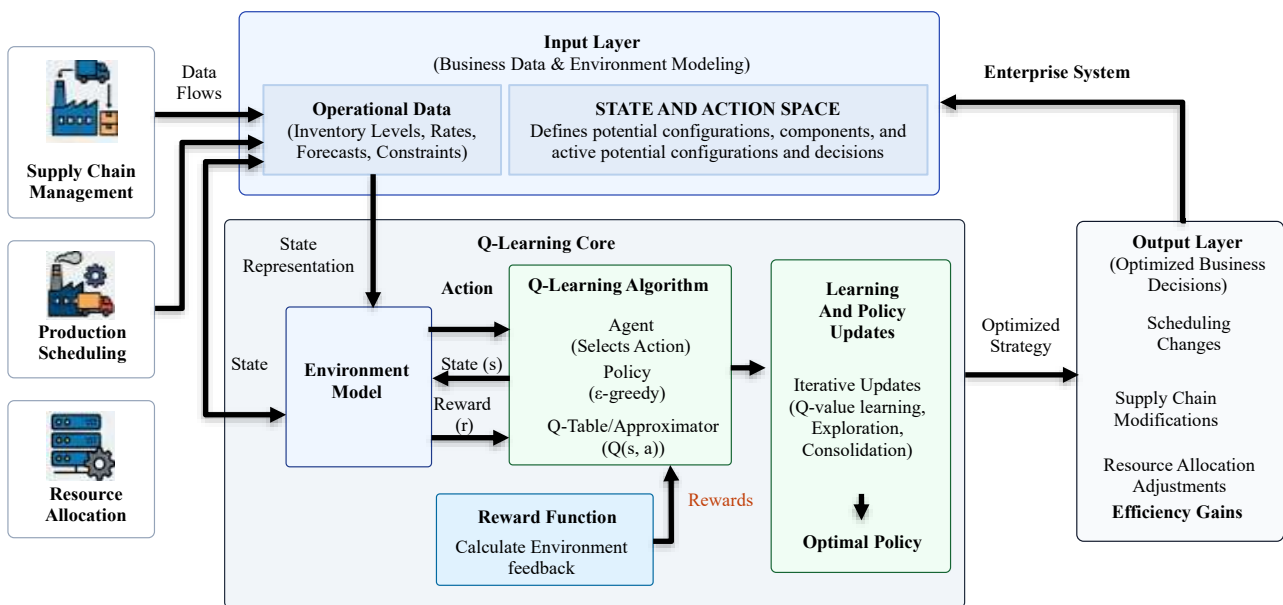 Supply Chain
Management
Production
Scheduling
Resource
Allocation
Data
Flows
Input Layer
(Business Data & Environment Modeling)
Operational Data
(Inventory Levels, Rates,
Forecasts, Constraints)
STATE AND ACTION SPACE
Defines potential configurations, components, and
active potential configurations and decisions
Enterprise System
Q-Learning Core
State
Representation
State
Environment
Model
Action
State (s)
Reward
(r)
Q-Learning Algorithm
Agent
(Selects Action)
Policy
(ε-greedy)
Q-Table/Approximator
(Q(s, a))
Rewards
Reward Function
Calculate Environment
feedback
Learning
And Policy
Updates
Iterative Updates
(Q-value learning,
Exploration,
Consolidation)
Optimal Policy
Optimized
Strategy
Output Layer
(Optimized Business
Decisions)
Scheduling
Changes
Supply Chain
Modifications
Resource Allocation
Adjustments
Efficiency Gains